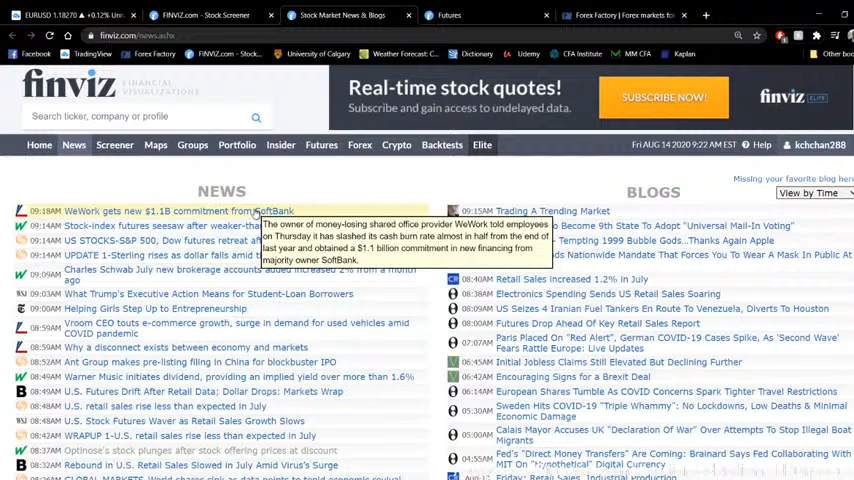 EURUSD 1.18270 ▲ +0.12% Unn
FINVIZ.com - Stock Screener
Stock Market News & Blogs
Futures
Forex Factory | Forex markets fo
finviz.com/news.ashx
Facebook
TradingView
Forex Factory
FINVIZ.com - Stock...
University of Calgary
Weather Forecast: C...
Dictionary
Udemy
CFA Institute
MM CFA
Kaplan
Other boo
finviz
FINANCIAL
VISUALIZATIONS
Search ticker, company or profile
Real-time stock quotes!
Subscribe and gain access to undelayed data.
SUBSCRIBE NOW!
finviz ELITE
Home News Screener Maps Groups Portfolio Insider Futures Forex Crypto Backtests Elite
Fri AUG 14 2020 9:22 AM ET Help kchchan288
Missing your favorite blog here
View by Time
NEWS
09:18AM WeWork gets new $1.1B commitment from SoftBank
The owner of money-losing shared office provider WeWork told employees
on Thursday it has slashed its cash burn rate almost in half from the end of
last year and obtained a $1.1 billion commitment in new financing from
majority owner SoftBank.
09:14AM Stock-index futures seesaw after weaker-tha
09:14AM US STOCKS-S&P 500, Dow futures retreat af
09:14AM UPDATE 1-Sterling rises as dollar falls amid t
09:09AM Charles Schwab July new brokerage accounts added increased 2% from a month
ago
09:03AM What Trump's Executive Action Means for Student-Loan Borrowers
09:00AM Helping Girls Step Up to Entrepreneurship
08:59AM Vroom CEO touts e-commerce growth, surge in demand for used vehicles amid
COVID pandemic
08:59AM Why a disconnect exists between economy and markets
08:52AM Ant Group makes pre-listing filing in China for blockbuster IPO
08:49AM Warner Music initiates dividend, providing an implied yield over more than 1.6%
08:49AM U.S. Futures Drift After Retail Data; Dollar Drops: Markets Wrap
08:48AM U.S. retail sales rise less than expected in July
08:48AM U.S. Stock Futures Waver as Retail Sales Growth Slows
08:42AM WRAPUP 1-U.S. retail sales rise less than expected in July
08:37AM Optinose's stock plunges after stock offering prices at discount
08:32AM Rebound in U.S. Retail Sales Slowed in July Amid Virus's Surge
08:26AM GLOBAL MARKETS-World shares sink as data points to tepid economic revival
BLOGS
09:15AM Trading A Trending Market
To Become 9th State To Adopt "Universal Mail-In Voting"
Tempting 1999 Bubble Gods...Thanks Again Apple
Nationwide Mandate That Forces You To Wear A Mask In Public At
08:40AM Retail Sales Increased 1.2% in July
08:38AM Electronics Spending Sends US Retail Sales Soaring
08:09AM US Seizes 4 Iranian Fuel Tankers En Route To Venezuela, Diverts To Houston
08:00AM Futures Drop Ahead Of Key Retail Sales Report
07:07AM Paris Placed On "Red Alert", German COVID-19 Cases Spike, As 'Second Wave'
Fears Rattle Europe: Live Updates
06:45AM Initial Jobless Claims Still Elevated But Declining Further
06:42AM Encouraging Signs for a Brexit Deal
06:14AM European Shares Tumble As COVID Concerns Spark Tighter Travel Restrictions
05:30AM Sweden Hits COVID-19 "Triple Whammy": No Lockdowns, Low Deaths & Minimal
Economic Damage
05:00AM Calais Mayor Accuses UK "Declaration Of War" Over Attempts To Stop Illegal Boat
Migrants
04:55AM Fed's "Direct Money Transfers" Are Coming: Brainard Says Fed Collaborating With
MIT On "Hypothetical" Digital Currency
Friday: Retail Sales, Industrial Production